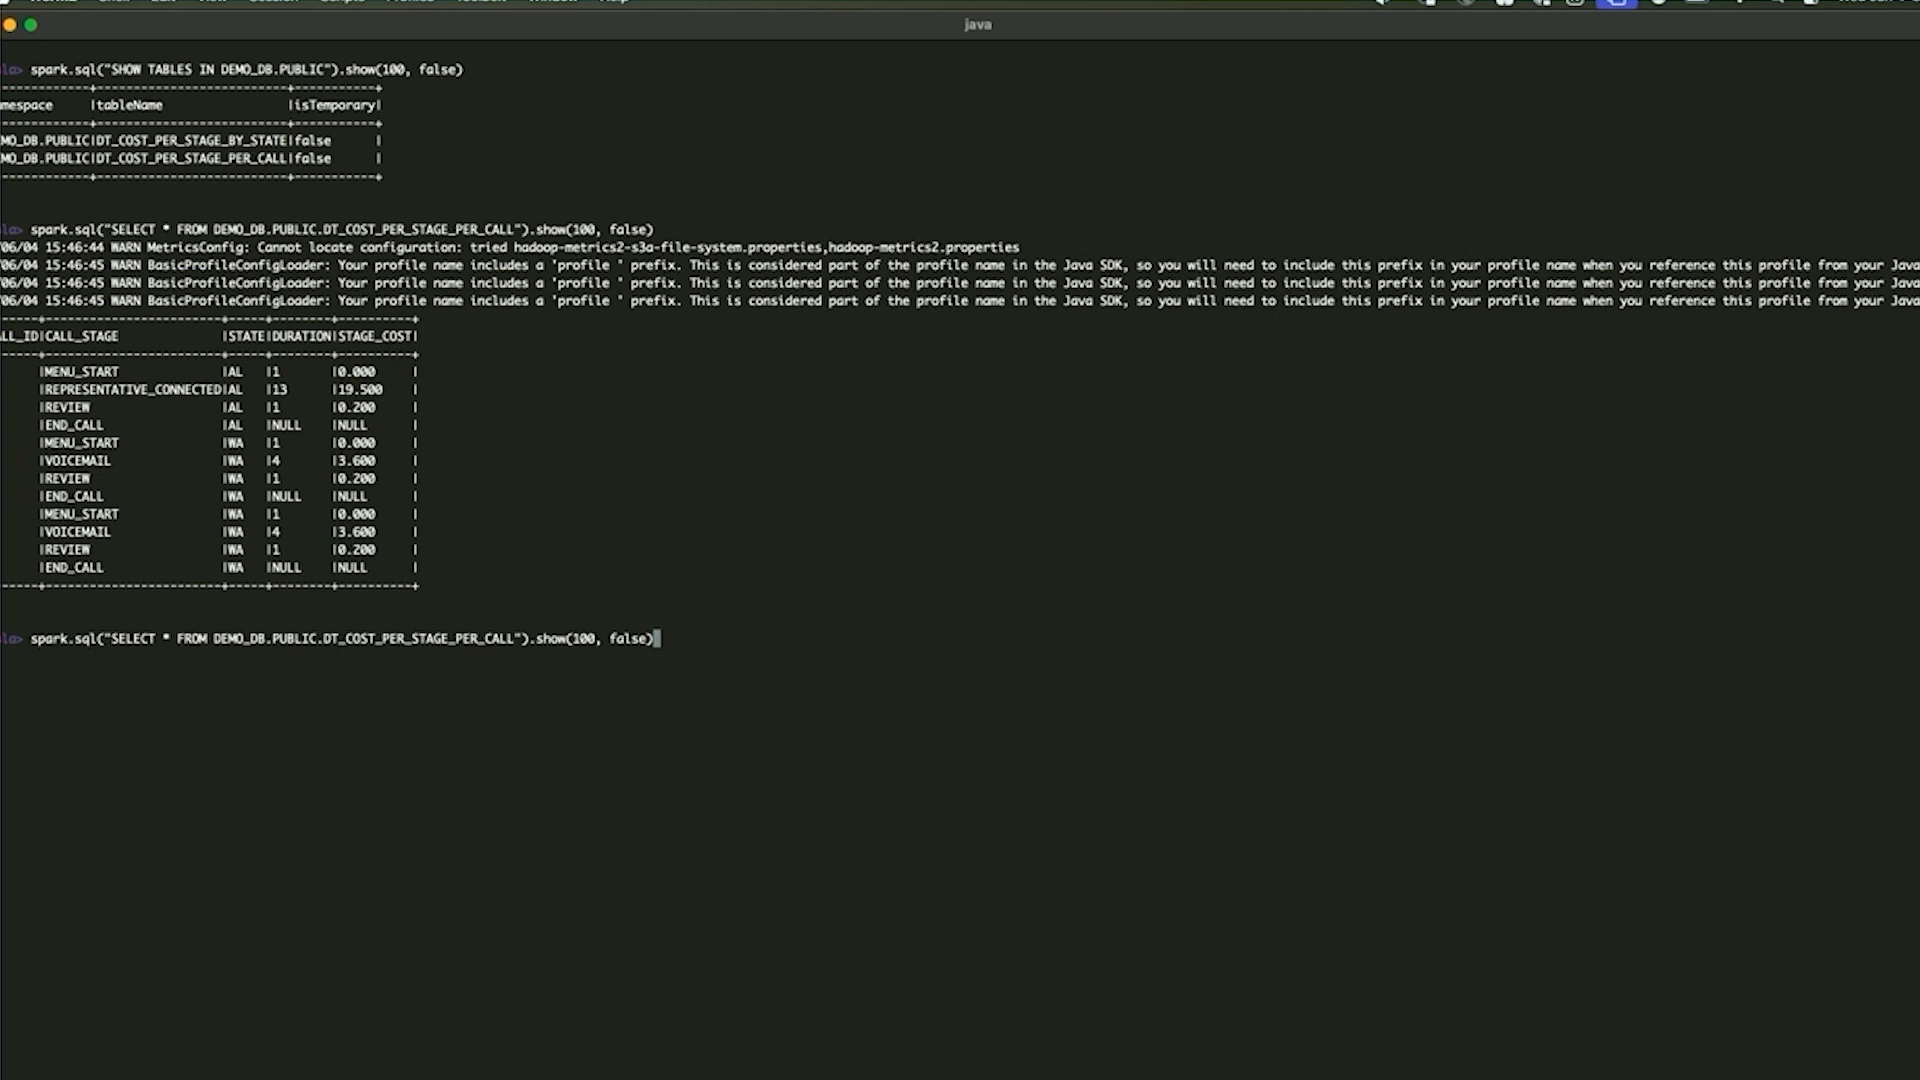 java
spark.sql("SHOW TABLES IN DEMO_DB.PUBLIC").show(100, false)
mespace |tableName |isTemporary|
MO_DB.PUBLIC|DT_COST_PER_STAGE_BY_STATE|false |
MO_DB.PUBLIC|DT_COST_PER_STAGE_PER_CALL|false |
spark.sql("SELECT * FROM DEMO_DB.PUBLIC.DT_COST_PER_STAGE_PER_CALL").show(100, false)
/06/04 15:46:44 WARN MetricsConfig: Cannot locate configuration: tried hadoop-metrics2-s3a-file-system.properties,hadoop-metrics2.properties
/06/04 15:46:45 WARN BasicProfileConfigLoader: Your profile name includes a 'profile ' prefix. This is considered part of the profile name in the Java SDK, so you will need to include this prefix in your profile name when you reference this profile from your Java
/06/04 15:46:45 WARN BasicProfileConfigLoader: Your profile name includes a 'profile ' prefix. This is considered part of the profile name in the Java SDK, so you will need to include this prefix in your profile name when you reference this profile from your Java
/06/04 15:46:45 WARN BasicProfileConfigLoader: Your profile name includes a 'profile ' prefix. This is considered part of the profile name in the Java SDK, so you will need to include this prefix in your profile name when you reference this profile from your Java
LL_ID|CALL_STAGE |STATE|DURATION|STAGE_COST|
|MENU_START |AL |1 |0.000 |
|REPRESENTATIVE_CONNECTED|AL |13 |19.500 |
|REVIEW |AL |1 |0.200 |
|END_CALL |AL |NULL |NULL |
|MENU_START |WA |1 |0.000 |
|VOICEMAIL |WA |4 |3.600 |
|REVIEW |WA |1 |0.200 |
|END_CALL |WA |NULL |NULL |
|MENU_START |WA |1 |0.000 |
|VOICEMAIL |WA |4 |3.600 |
|REVIEW |WA |1 |0.200 |
|END_CALL |WA |NULL |NULL |
spark.sql("SELECT * FROM DEMO_DB.PUBLIC.DT_COST_PER_STAGE_PER_CALL").show(100, false)